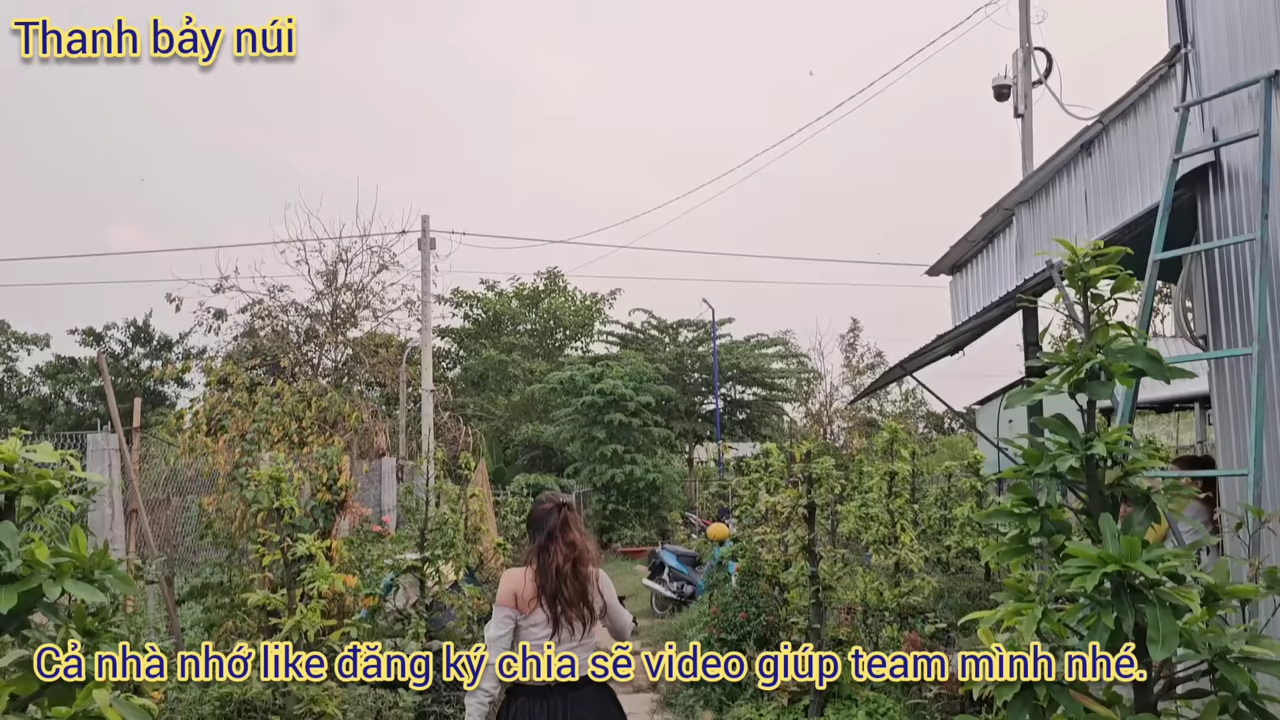 Thanh bảy núi
Cả nhà nhớ like đăng ký chia sẽ video giúp team mình nhé.